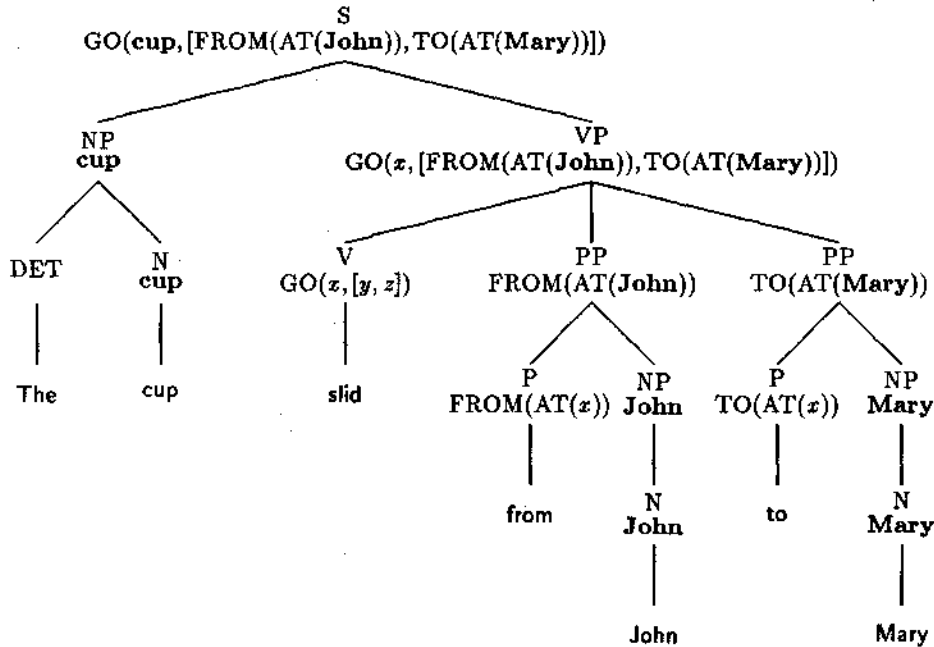 S
GO(cup,[FROM(AT(John)),TO(AT(Mary))])
NP VP
cup GO(x,[FROM(AT(John)),TO(AT(Mary))])
DET N V PP PP
cup GO(x,[y,z]) FROM(AT(John)) TO(AT(Mary))
The cup slid P NP P NP
FROM(AT(x)) John TO(AT(x)) Mary
from N to N
John Mary
John Mary